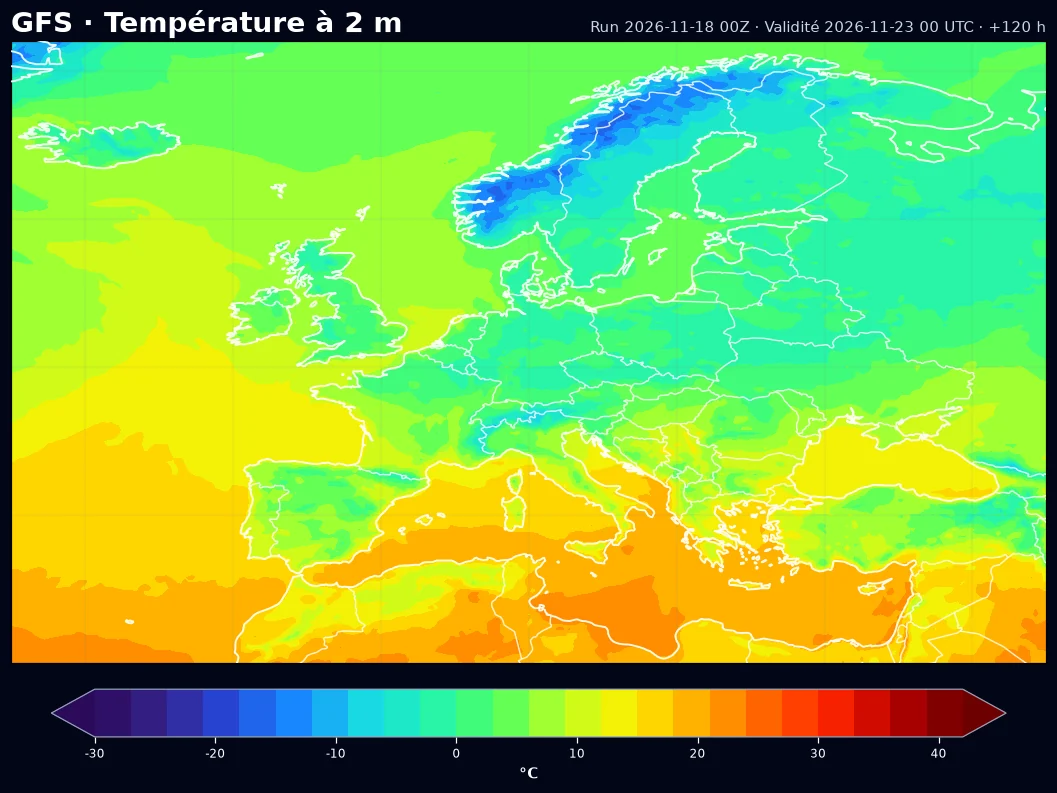 GFS · Température à 2 m
Run 2026-11-18 00Z · Validité 2026-11-23 00 UTC · +120 h
-30 -20 -10 0 10 20 30 40
°C